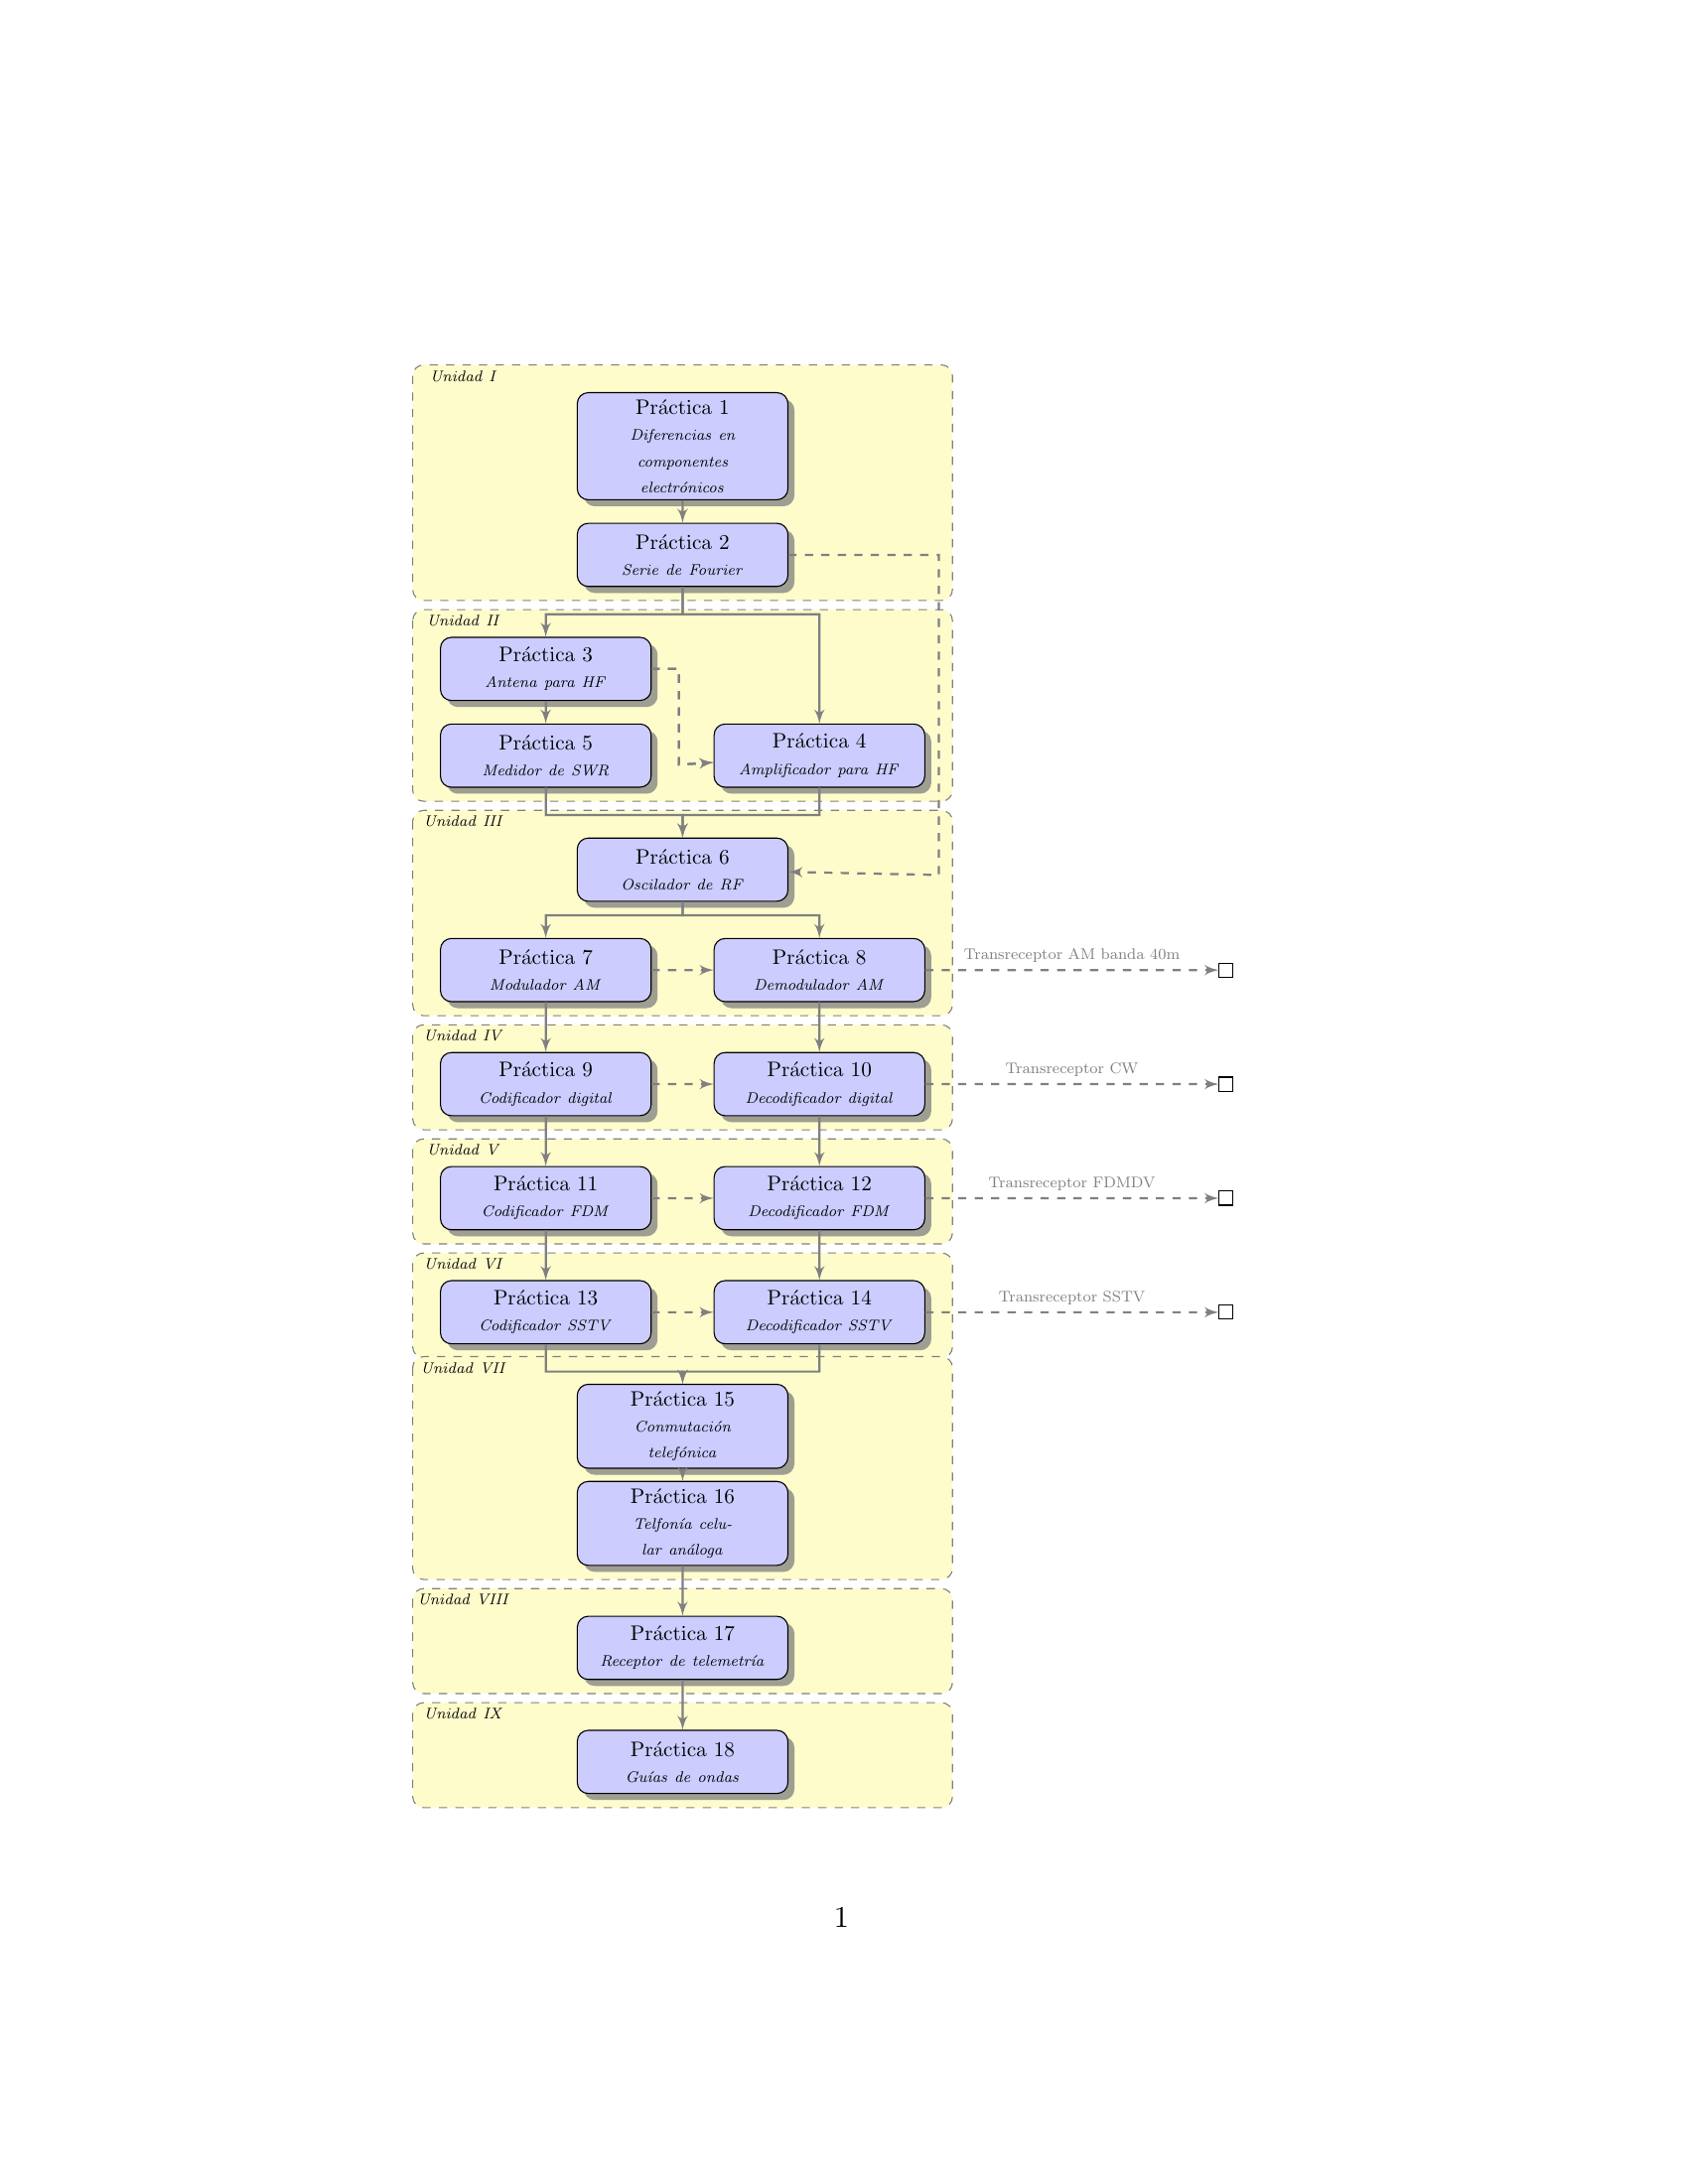 Unidad I
Práctica 1
Diferencias en
componentes
electrónicos
Práctica 2
Serie de Fourier
Unidad II
Práctica 3
Antena para HF
Práctica 5
Medidor de SWR
Práctica 4
Amplificador para HF
Unidad III
Práctica 6
Oscilador de RF
Práctica 7
Modulador AM
Práctica 8
Demodulador AM
Transreceptor AM banda 40m
Unidad IV
Práctica 9
Codificador digital
Práctica 10
Decodificador digital
Transreceptor CW
Unidad V
Práctica 11
Codificador FDM
Práctica 12
Decodificador FDM
Transreceptor FDMDV
Unidad VI
Práctica 13
Codificador SSTV
Práctica 14
Decodificador SSTV
Transreceptor SSTV
Unidad VII
Práctica 15
Conmutación
telefónica
Práctica 16
Telfonía celu-
lar análoga
Unidad VIII
Práctica 17
Receptor de telemetría
Unidad IX
Práctica 18
Guías de ondas
1